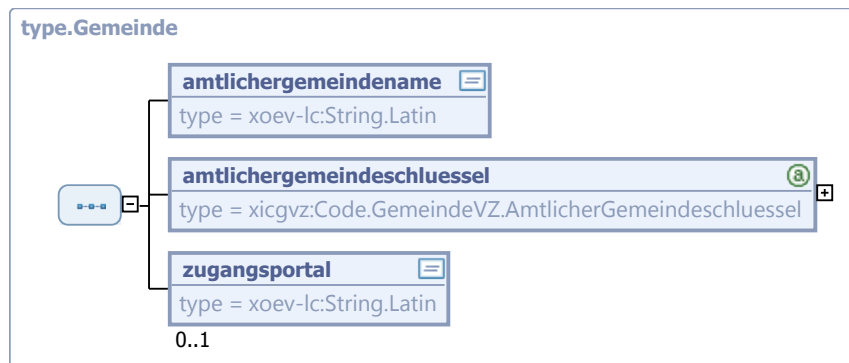 type.Gemeinde
amtlichergemeindename
type = xoev-lc:String.Latin
amtlichergemeindeschluessel
type = xicgvz:Code.GemeindeVZ.AmtlicherGemeindeschluessel
zugangsportal
type = xoev-lc:String.Latin
0..1